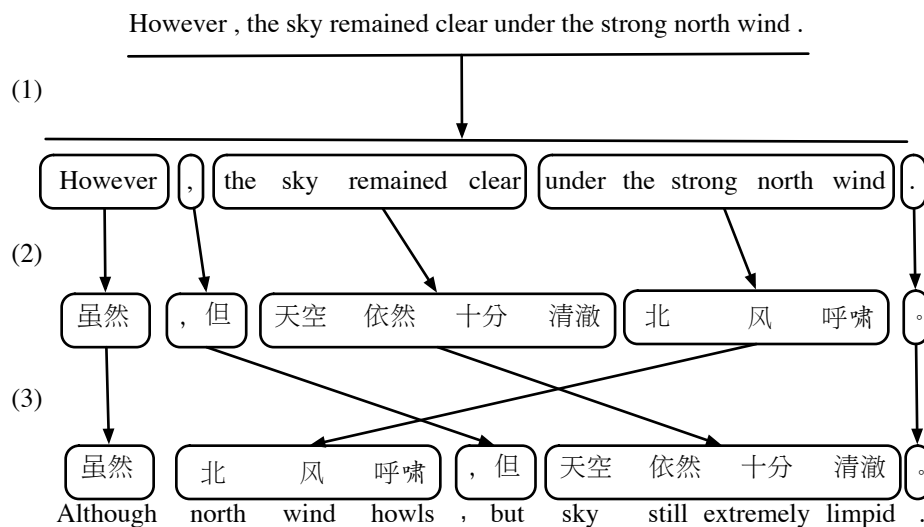 However , the sky remained clear under the strong north wind .
(1)
However , the sky remained clear under the strong north wind .
(2)
虽然 , 但 天空 依然 十分 清澈 北 风 呼啸 。
(3)
虽然 北 风 呼啸 , 但 天空 依然 十分 清澈 。
Although north wind howls , but sky still extremely limpid .